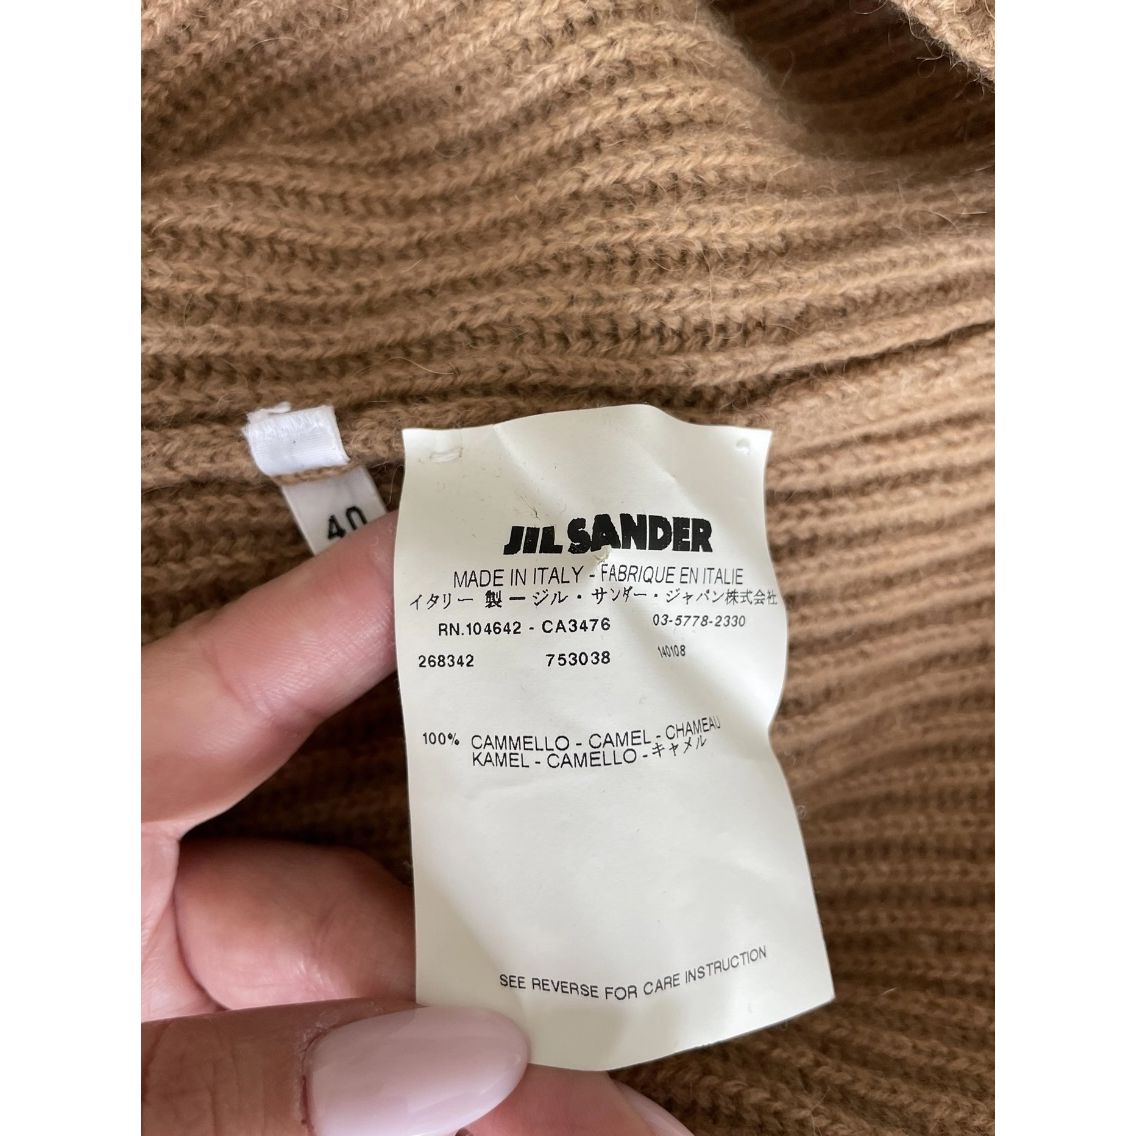 40
JIL SANDER
MADE IN ITALY - FABRIQUE EN ITALIE
イタリー 製 ー ジル・サンダー・ジャパン株式会社
RN.104642 - CA3476 03-5778-2330
268342 753038 140108
100% CAMMELLO - CAMEL - CHAMEAU
KAMEL - CAMELLO - キャメル
SEE REVERSE FOR CARE INSTRUCTION